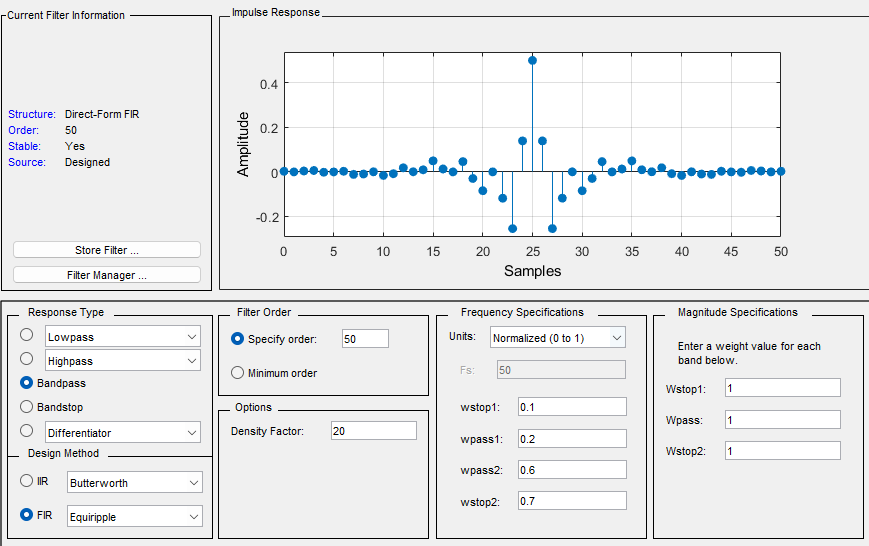 Current Filter Information
Structure: Direct-Form FIR
Order: 50
Stable: Yes
Source: Designed
Store Filter ...
Filter Manager ...
Impulse Response
Amplitude
0.4
0.2
0
-0.2
0 5 10 15 20 25 30 35 40 45 50
Samples
Response Type
Lowpass
Highpass
Bandpass
Bandstop
Differentiator
Design Method
IIR Butterworth
FIR Equiripple
Filter Order
Specify order: 50
Minimum order
Options
Density Factor: 20
Frequency Specifications
Units: Normalized (0 to 1)
Fs: 50
wstop1: 0.1
wpass1: 0.2
wpass2: 0.6
wstop2: 0.7
Magnitude Specifications
Enter a weight value for each
band below.
Wstop1: 1
Wpass: 1
Wstop2: 1